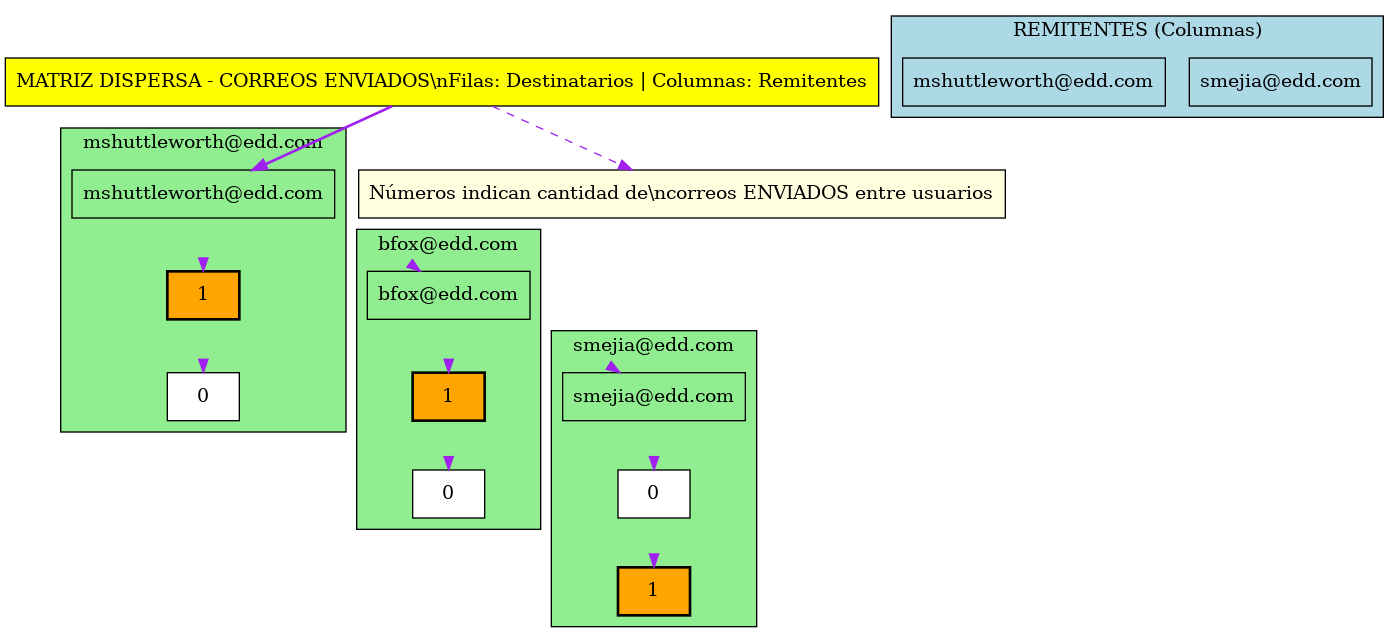 REMITENTES (Columnas)
MATRIZ DISPERSA - CORREOS ENVIADOS\nFilas: Destinatarios | Columnas: Remitentes
mshuttleworth@edd.com
smejia@edd.com
mshuttleworth@edd.com
mshuttleworth@edd.com
Números indican cantidad de\ncorreos ENVIADOS entre usuarios
1
0
bfox@edd.com
bfox@edd.com
1
0
smejia@edd.com
smejia@edd.com
0
1